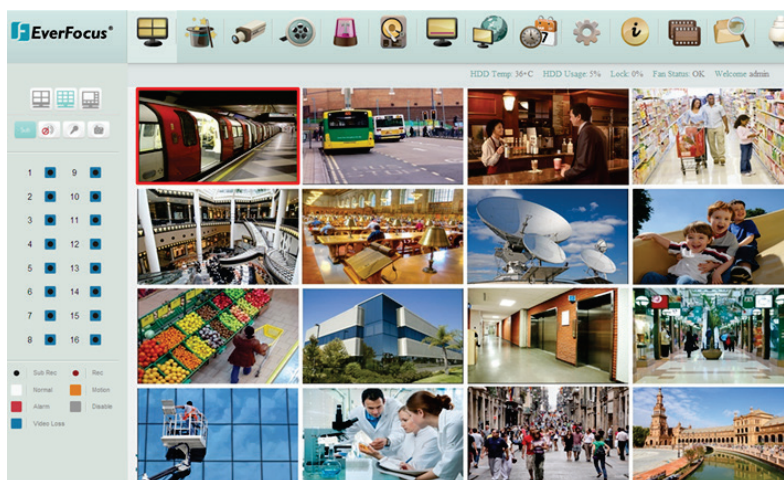 EverFocus®
7
HDD Temp: 36°C HDD Usage: 5% Lock: 0% Fan Status: OK Welcome admin
Sub
1 9
2 10
3 11
4 12
5 13
6 14
7 15
8 16
Sub Rec Rec
Normal Motion
Alarm Disable
Video Loss